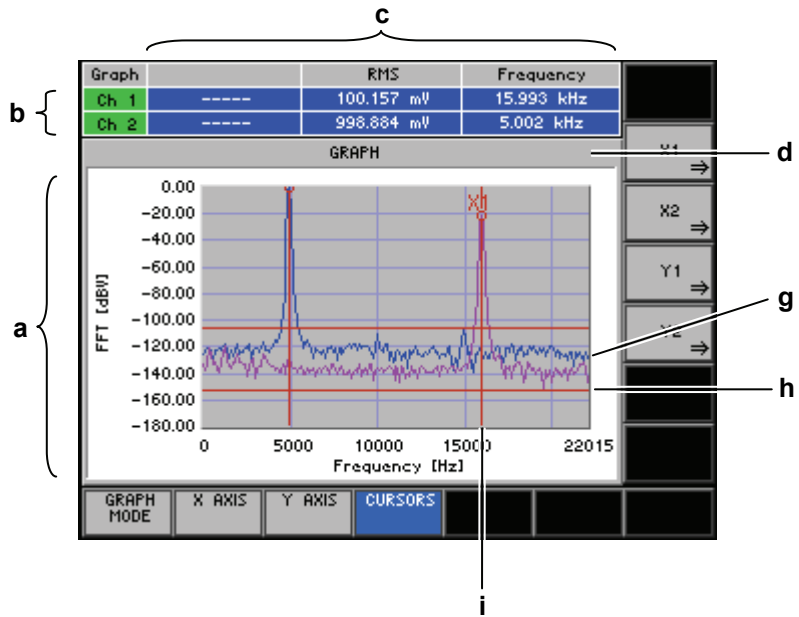 c
Graph RMS Frequency
b
Ch 1 ----- 100.157 mV 15.993 kHz
Ch 2 ----- 998.884 mV 5.002 kHz
GRAPH
d
X1
a
FFT [dBV]
0.00
-20.00
-40.00
-60.00
-80.00
-100.00
-120.00
-140.00
-160.00
-180.00
X1
X2
Y1
g
Y2
h
0 5000 10000 15000 22015
Frequency [Hz]
GRAPH MODE
X AXIS
Y AXIS
CURSORS
i